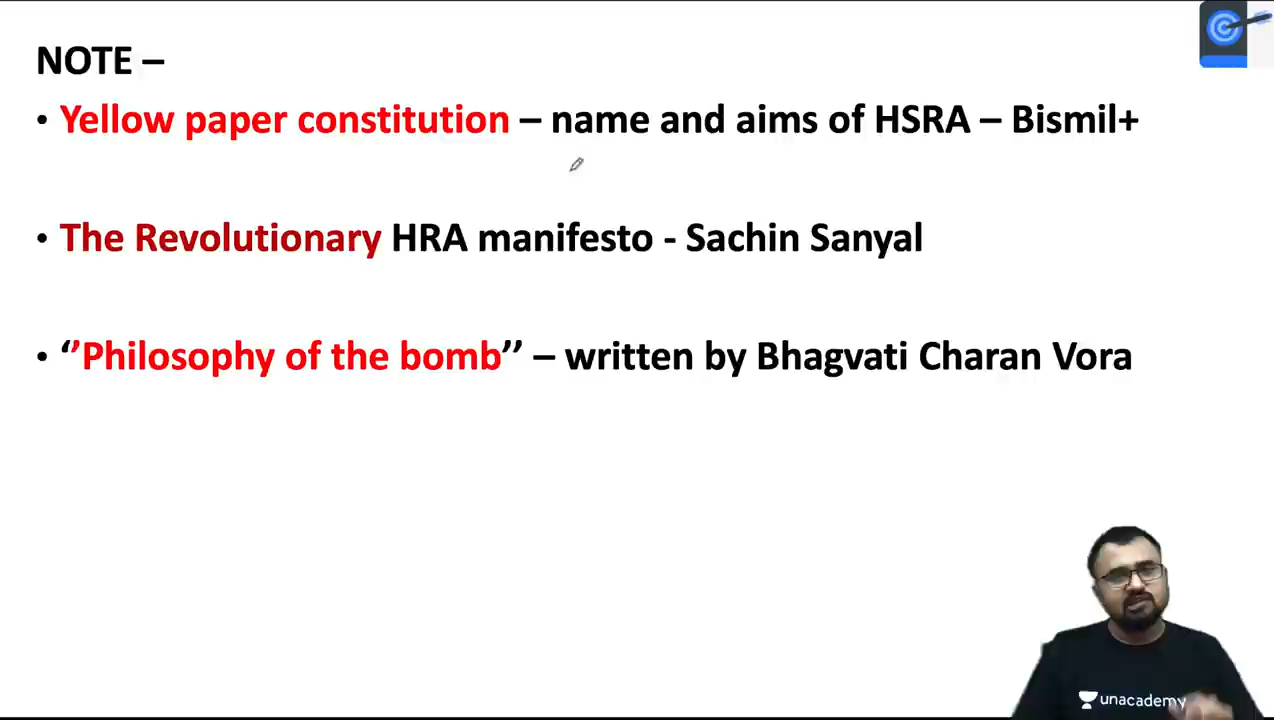 NOTE –
• Yellow paper constitution – name and aims of HSRA – Bismil+
• The Revolutionary HRA manifesto - Sachin Sanyal
• ‘’Philosophy of the bomb’’ – written by Bhagvati Charan Vora
unacademy